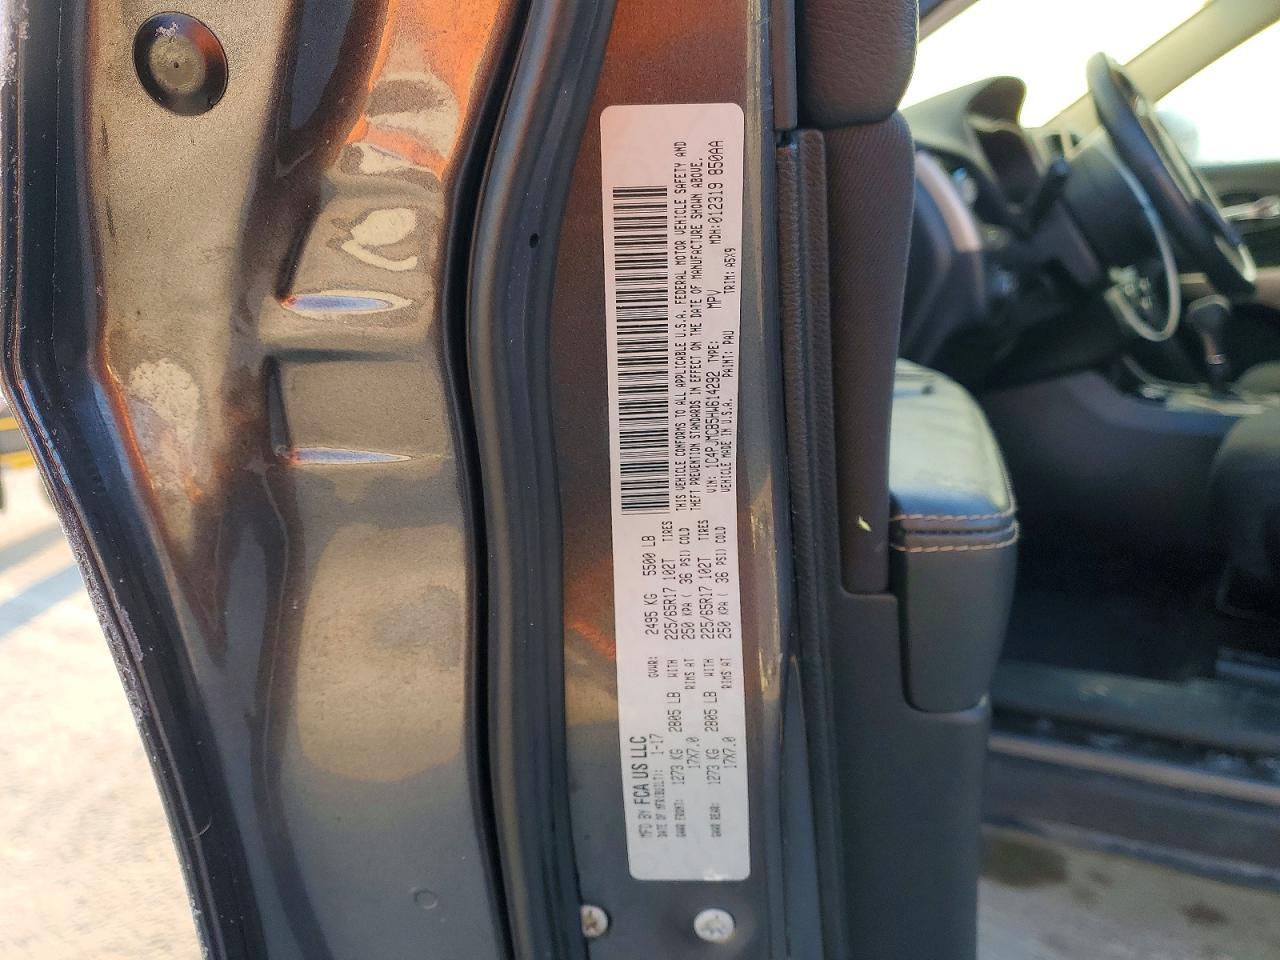 MFD BY FCA US LLC
DATE OF MFR(BUILT): 1-17 GVWR: 2495 KG 5500 LB
GAWR FRONT: 1273 KG 2805 LB WITH 225/65R17 102T TIRES
17X7.0 RIMS AT 250 KPA ( 36 PSI) COLD
GAWR REAR: 1273 KG 2805 LB WITH 225/65R17 102T TIRES
17X7.0 RIMS AT 250 KPA ( 36 PSI) COLD
THIS VEHICLE CONFORMS TO ALL APPLICABLE U.S.A. FEDERAL MOTOR VEHICLE SAFETY AND
THEFT PREVENTION STANDARDS IN EFFECT ON THE DATE OF MANUFACTURE SHOWN ABOVE.
VIN: 1C4PJMCB5HW614292 TYPE: MPV MDH:012319 850AA
VEHICLE MADE IN U.S.A. PAINT: PAU TRIM: A5X9